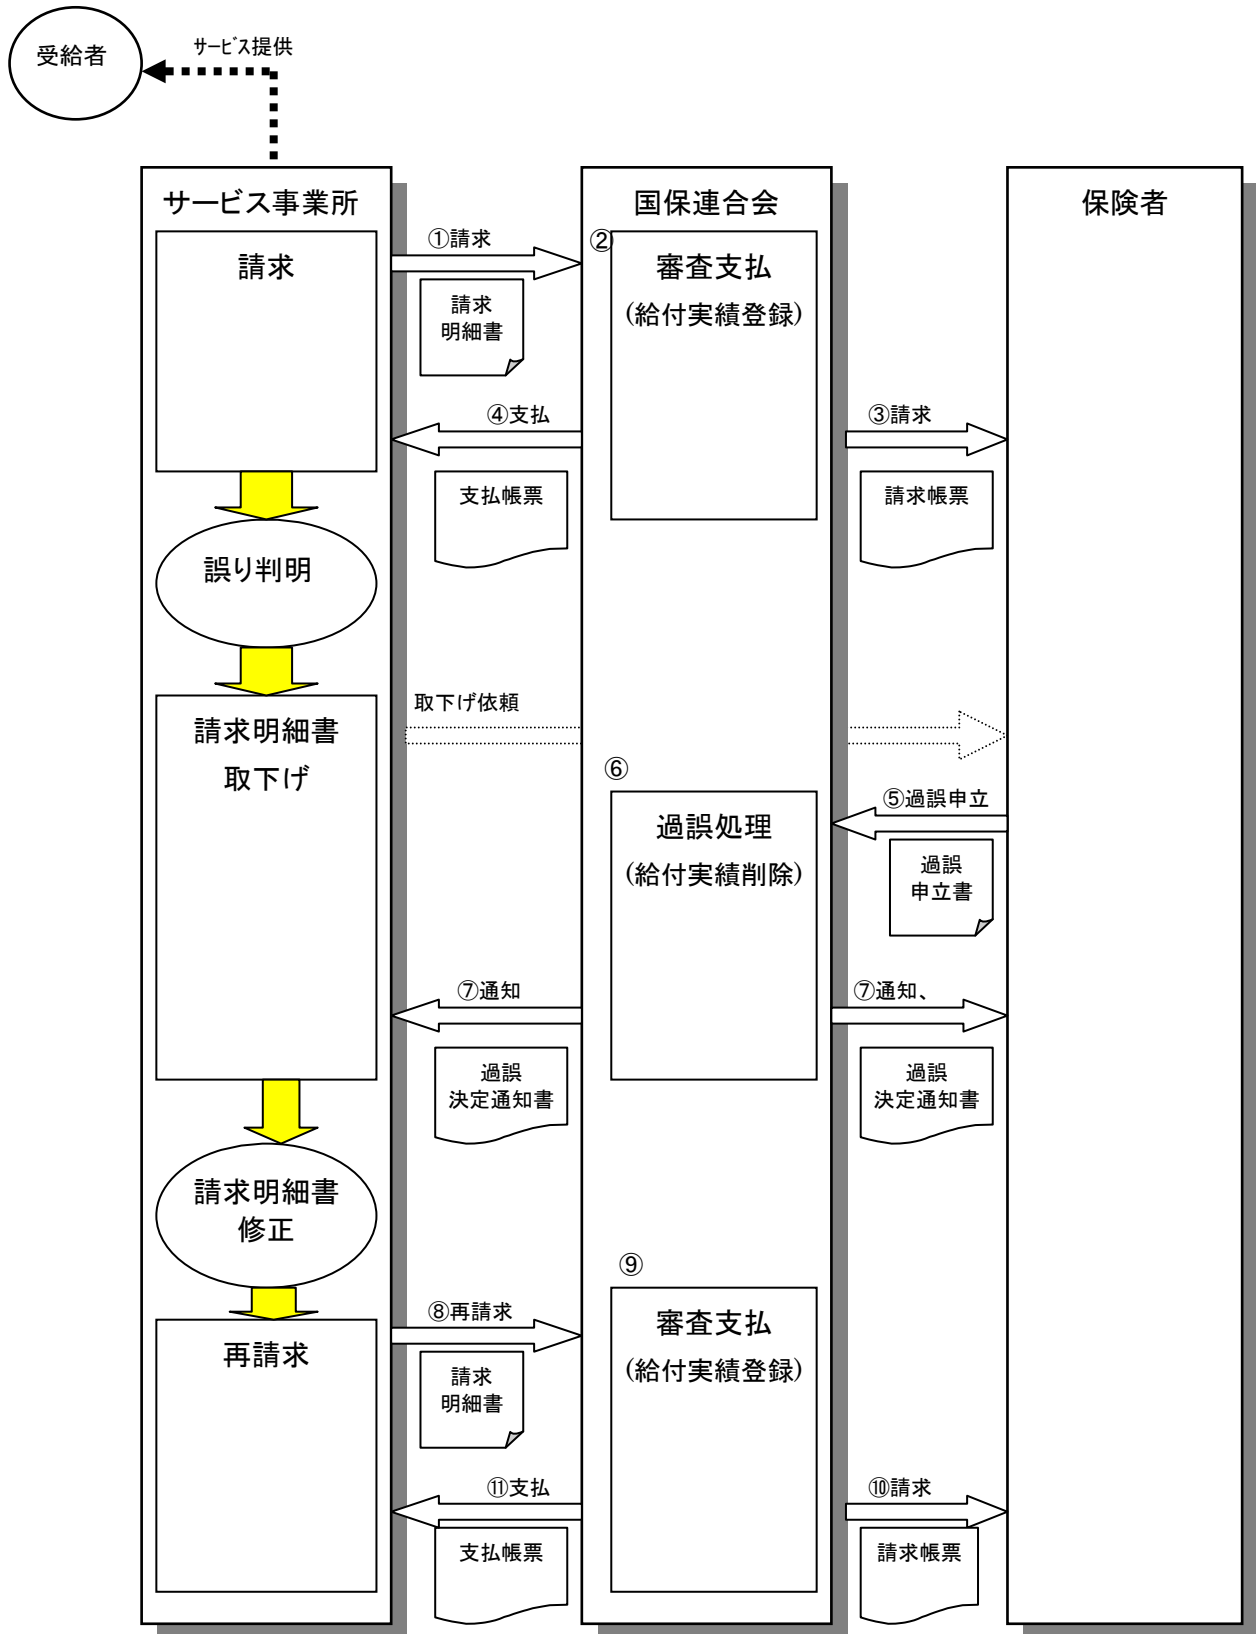 受給者
ｻｰﾋﾞｽ提供
サービス事業所
国保連合会
保険者
請求
①請求
請求
明細書
②
審査支払
(給付実績登録)
④支払
支払帳票
③請求
請求帳票
誤り判明
請求明細書
取下げ
取下げ依頼
⑥
過誤処理
(給付実績削除)
⑤過誤申立
過誤
申立書
⑦通知
過誤
決定通知書
⑦通知、
過誤
決定通知書
請求明細書
修正
再請求
⑧再請求
請求
明細書
⑨
審査支払
(給付実績登録)
⑪支払
支払帳票
⑩請求
請求帳票